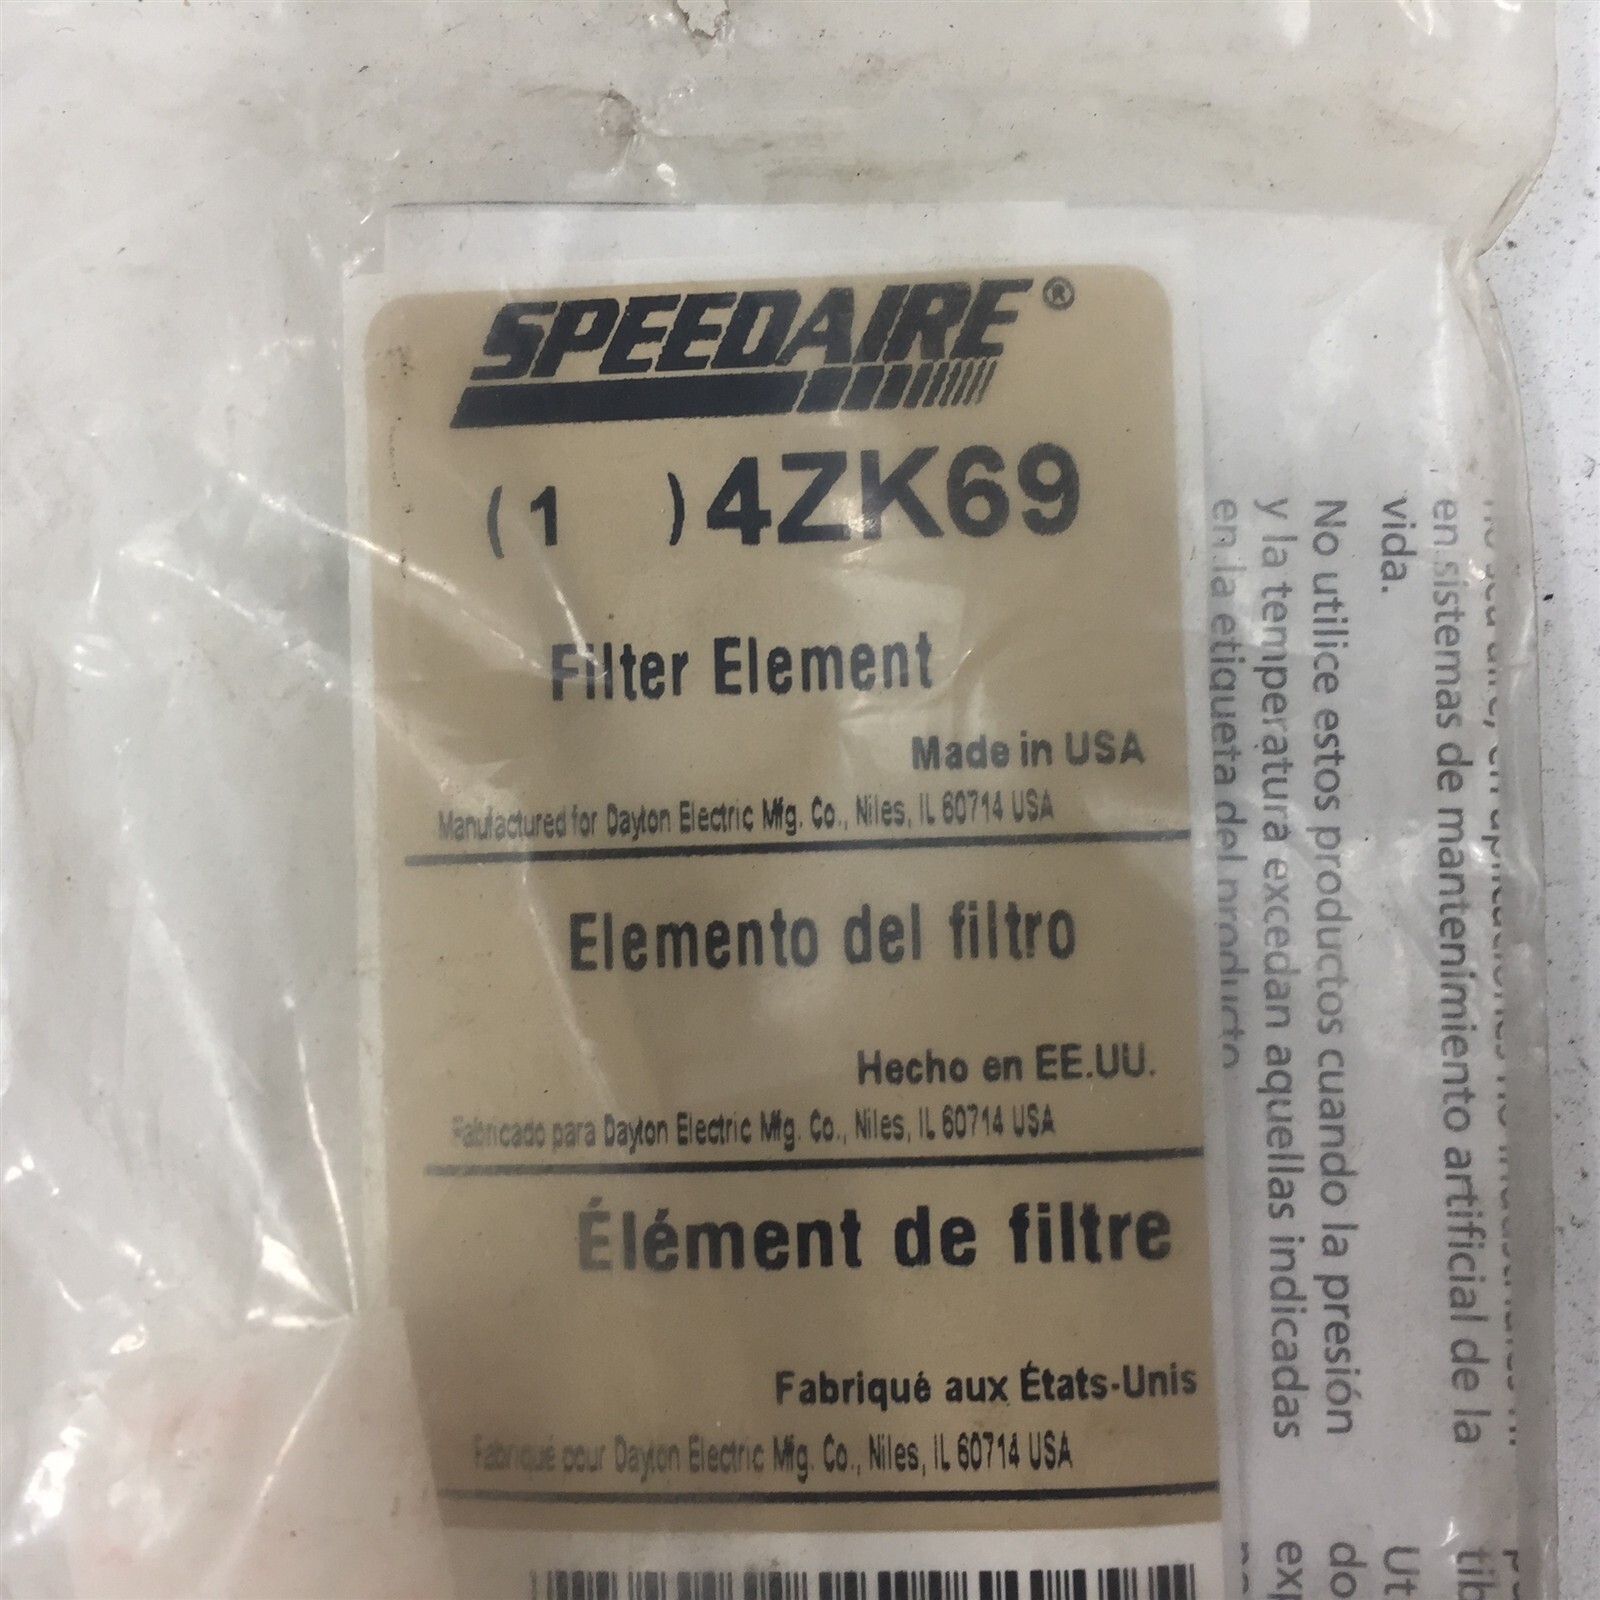 SPEEDAIRE®
(1 )4ZK69
Filter Element
Made in USA
Manufactured for Dayton Electric Mfg. Co., Niles, IL 60714 USA
Elemento del filtro
Hecho en EE.UU.
Fabricado para Dayton Electric Mfg. Co., Niles, IL 60714 USA
Élément de filtre
Fabriqué aux États-Unis
Fabriqué pour Dayton Electric Mfg. Co., Niles, IL 60714 USA
en sistemas de mantenimiento artificial de la
vida.
No utilice estos productos cuando la presión
y la temperatura excedan aquellas indicadas
en la etiqueta del producto
tib
Ut
do
exp